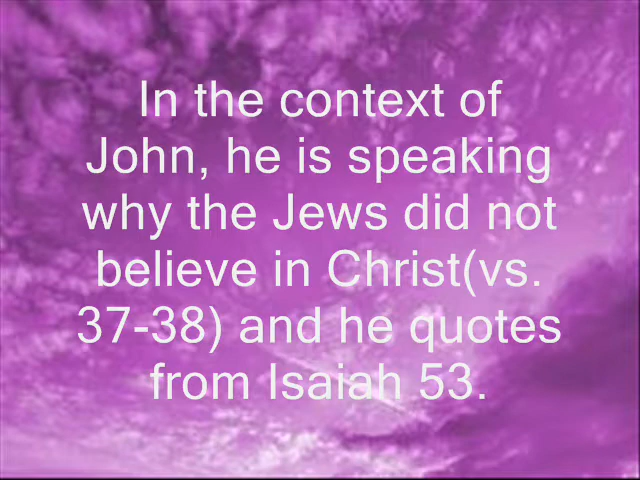 In the context of
John, he is speaking
why the Jews did not
believe in Christ(vs.
37-38) and he quotes
from Isaiah 53.